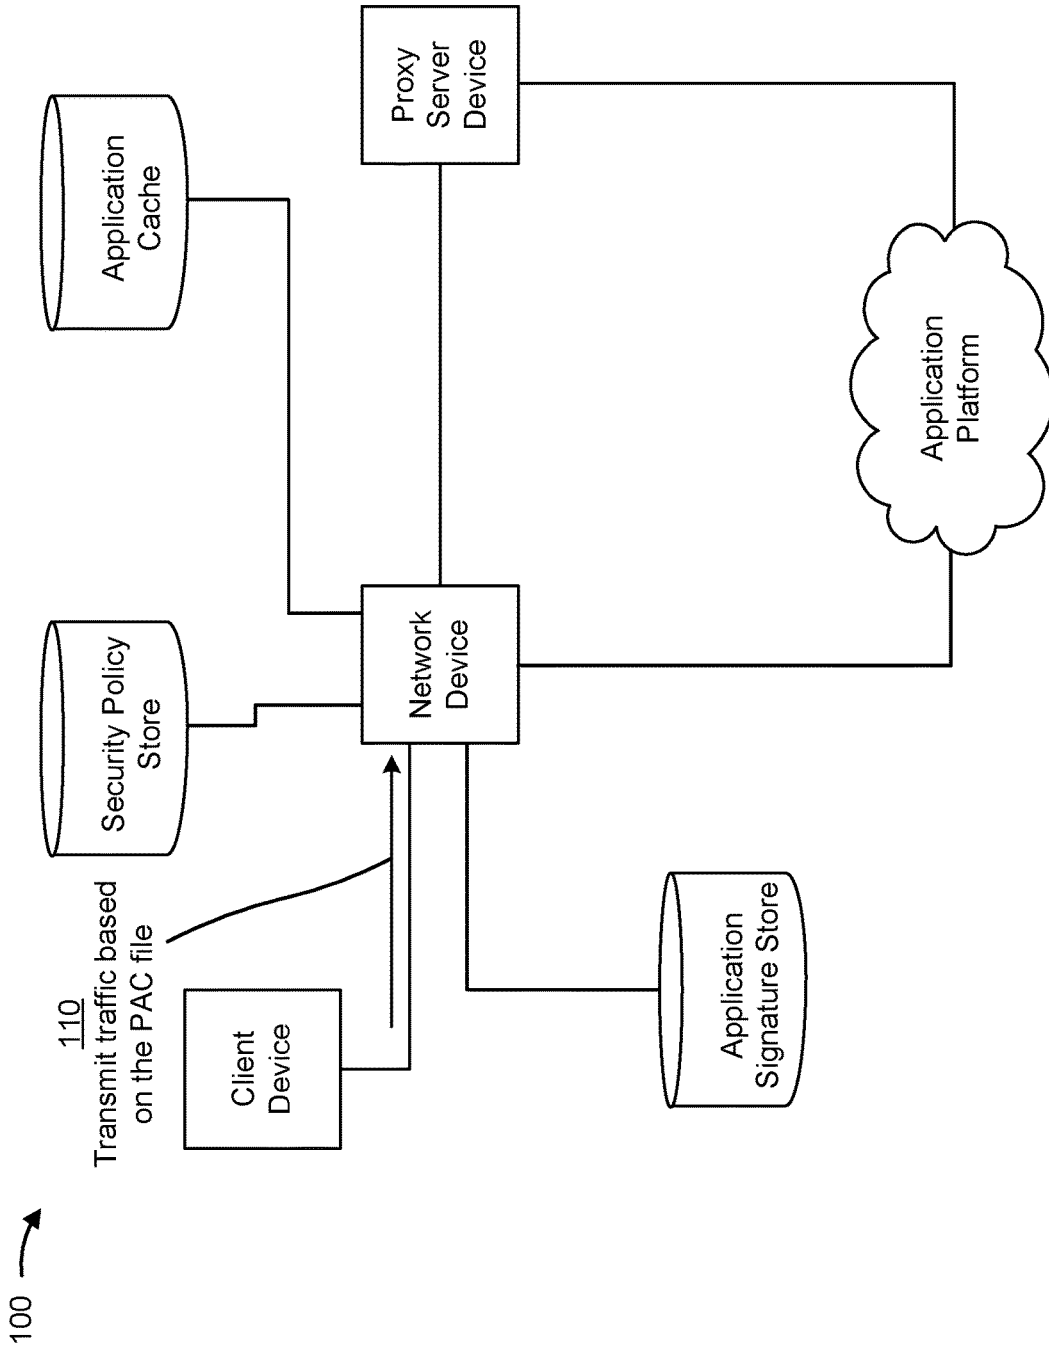 100
110
Transmit traffic based
on the PAC file
Client
Device
Security Policy
Store
Application
Cache
Network
Device
Proxy
Server
Device
Application
Signature Store
Application
Platform